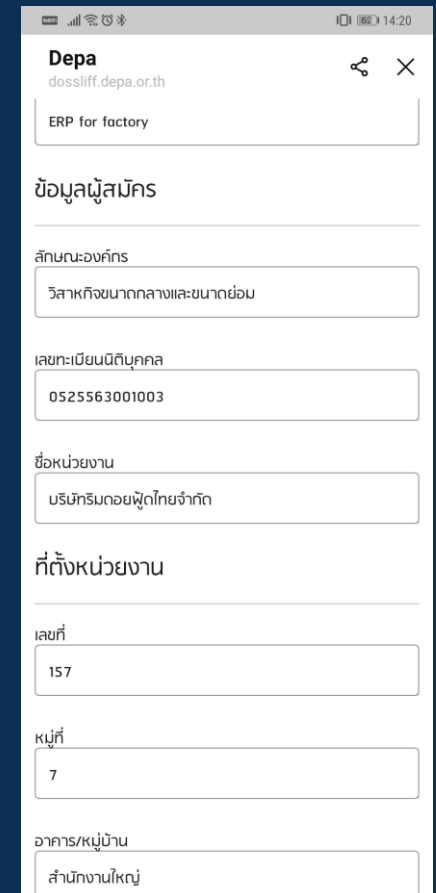 62 14:20
Depa
dossliff.depa.or.th
ERP for factory
ข้อมูลผู้สมัคร
ลักษณะองค์กร
วิสาหกิจขนาดกลางและขนาดย่อม
เลขทะเบียนนิติบุคคล
0525563001003
ชื่อหน่วยงาน
บริษัทริมดอยฟู้ดไทยจำกัด
ที่ตั้งหน่วยงาน
เลขที่
157
หมู่ที่
7
อาคาร/หมู่บ้าน
สำนักงานใหญ่